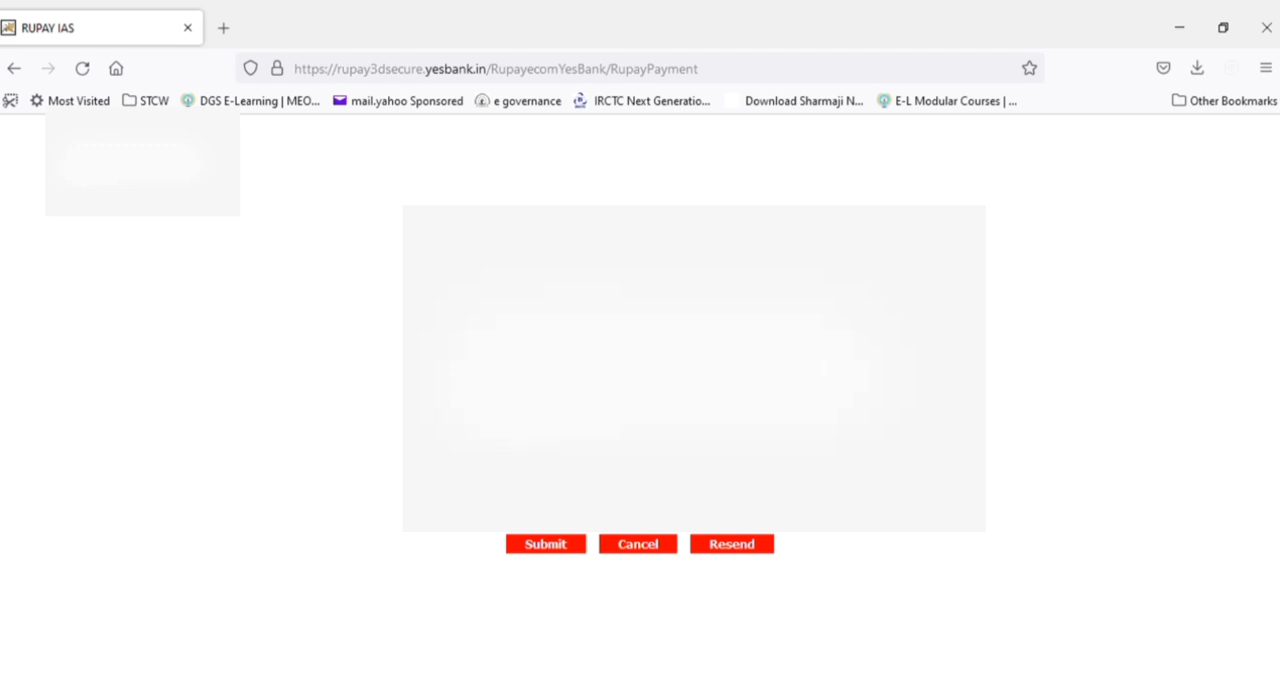 RUPAY IAS
https://rupay3dsecure.yesbank.in/RupayecomYesBank/RupayPayment
Most Visited STCW DGS E-Learning | MEO... mail.yahoo Sponsored e governance IRCTC Next Generatio... Download Sharmaji N... E-L Modular Courses | ... Other Bookmarks
Submit Cancel Resend